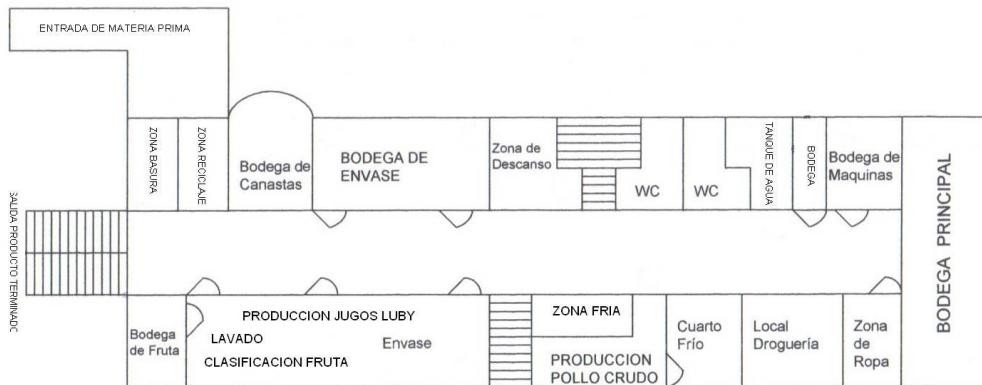 ENTRADA DE MATERIA PRIMA
ZONA BASURA
ZONA RECICLAJE
Bodega de
Canastas
BODEGA DE
ENVASE
Zona de
Descanso
WC
WC
TANQUE DE AGUA
BODEGA
Bodega de
Maquinas
BODEGA PRINCIPAL
SALIDA PRODUCTO TERMINADO
Bodega
de Fruta
PRODUCCION JUGOS LUBY
LAVADO
Envase
CLASIFICACION FRUTA
ZONA FRIA
PRODUCCION
POLLO CRUDO
Cuarto
Frío
Local
Droguería
Zona
de
Ropa